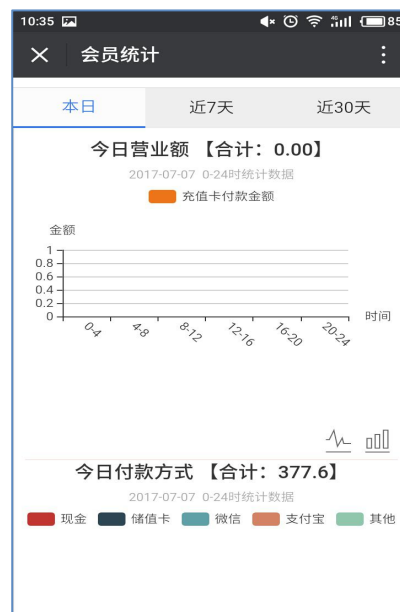 10:35 4G 85
会员统计
本日 近7天 近30天
今日营业额 【合计：0.00】
2017-07-07 0-24时统计数据
充值卡付款金额
金额
1
0.8
0.6
0.4
0.2
0
时间
0-4 4-8 8-12 12-16 16-20 20-24
今日付款方式 【合计：377.6】
2017-07-07 0-24时统计数据
现金 储值卡 微信 支付宝 其他